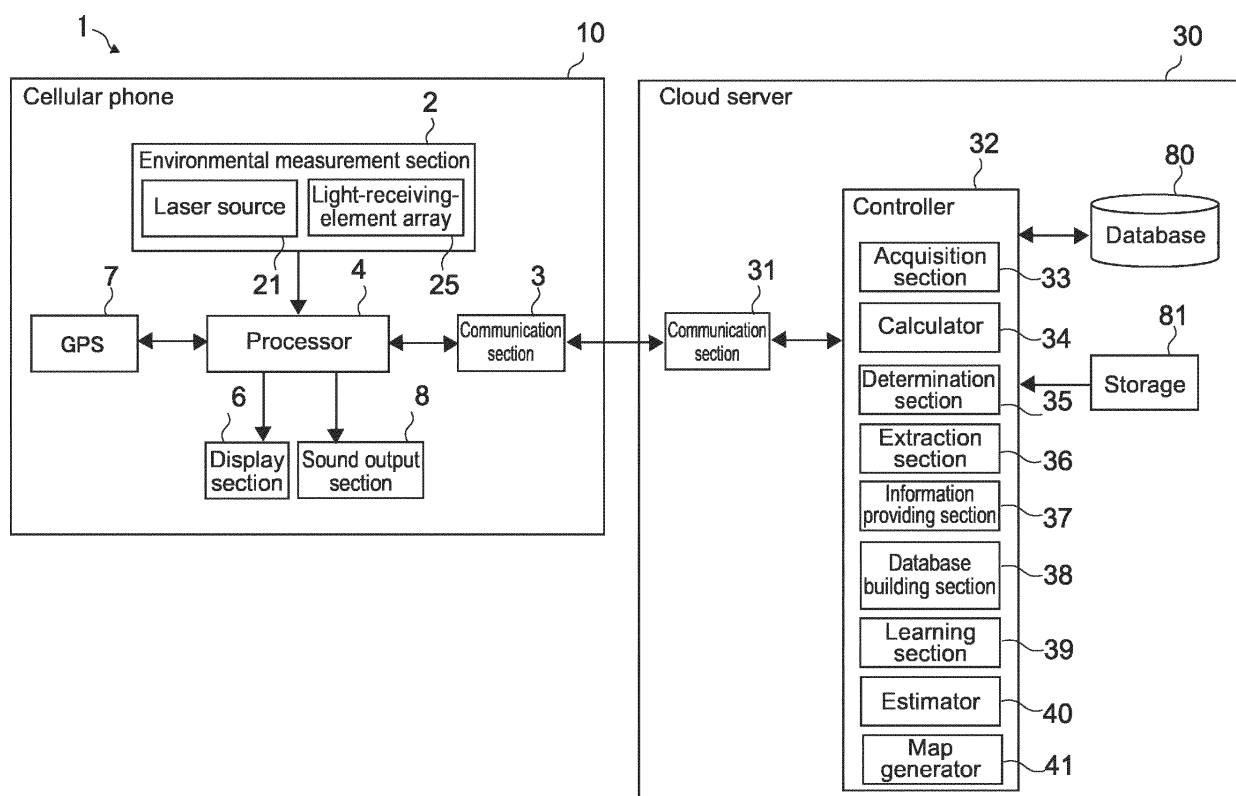 1
10
Cellular phone
2
Environmental measurement section
Laser source
Light-receiving-
element array
21
25
7
4
3
GPS
Processor
Communication
section
6
8
Display
section
Sound output
section
30
Cloud server
31
Communication
section
32
Controller
Acquisition
section
33
Calculator
34
Determination
section
35
Extraction
section
36
Information
providing section
37
Database
building section
38
Learning
section
39
Estimator
40
Map
generator
41
80
Database
81
Storage